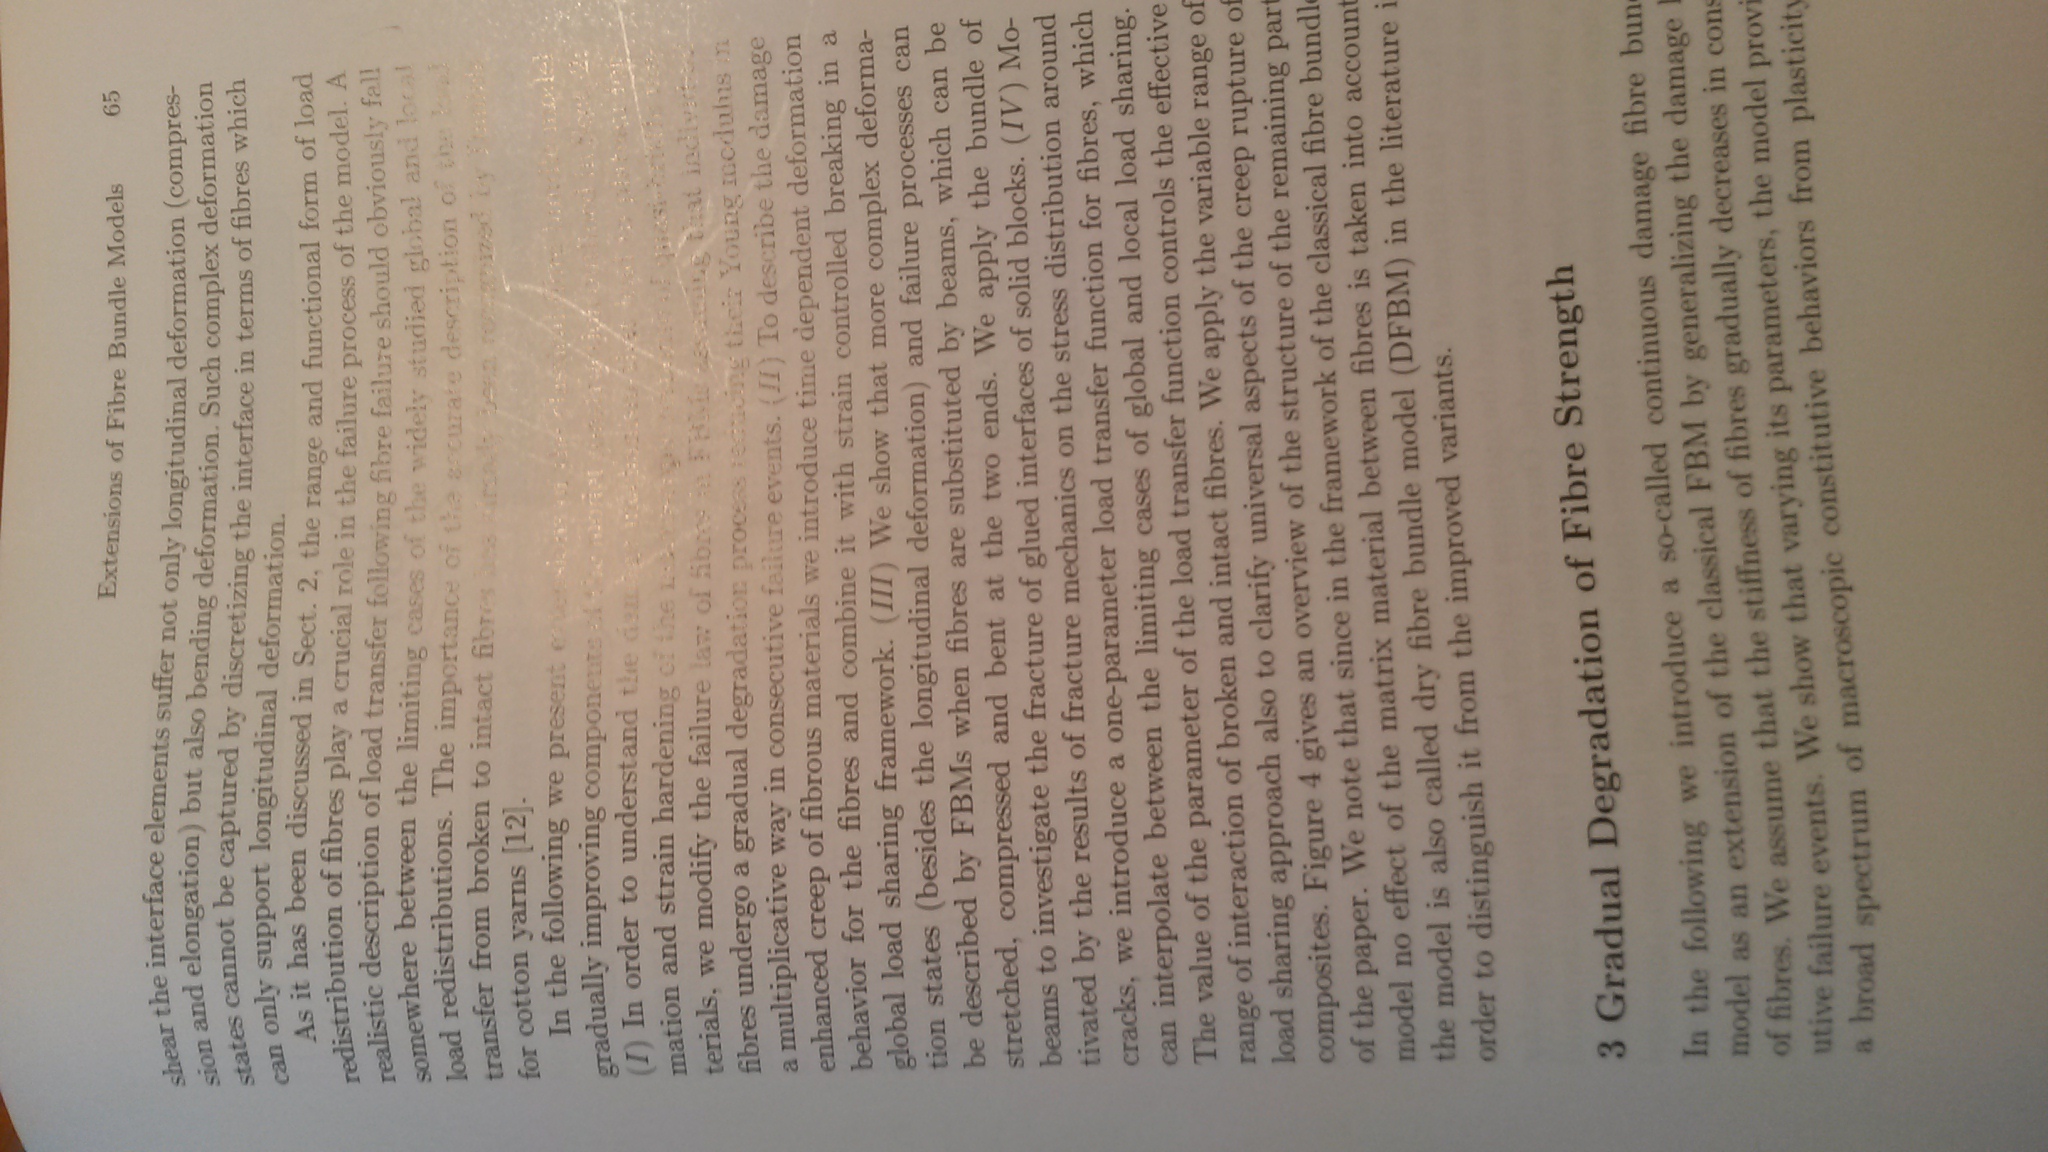 Extensions of Fibre Bundle Models 65
shear the interface elements suffer not only longitudinal deformation (compres-
sion and elongation) but also bending deformation. Such complex deformation
states cannot be captured by discretizing the interface in terms of fibres which
can only support longitudinal deformation.
As it has been discussed in Sect. 2, the range and functional form of load
redistribution of fibres play a crucial role in the failure process of the model. A
realistic description of load transfer following fibre failure should obviously fall
somewhere between the limiting cases of the widely studied global and local
load redistributions. The importance of the accurate description of the load
transfer from broken to intact fibres has already been recognized by
for cotton yarns [12].
In the following we present
gradually improving components of
(I) In order to understand the
mation and strain hardening of the of quasi-brittle
terials, we modify the failure law of fibres in FBMs assuming that individual
fibres undergo a gradual degradation process reducing their Young modulus in
a multiplicative way in consecutive failure events. (II) To describe the damage
enhanced creep of fibrous materials we introduce time dependent deformation
behavior for the fibres and combine it with strain controlled breaking in a
global load sharing framework. (III) We show that more complex deforma-
tion states (besides the longitudinal deformation) and failure processes can
be described by FBMs when fibres are substituted by beams, which can be
stretched, compressed and bent at the two ends. We apply the bundle of
beams to investigate the fracture of glued interfaces of solid blocks. (IV) Mo-
tivated by the results of fracture mechanics on the stress distribution around
cracks, we introduce a one-parameter load transfer function for fibres, which
can interpolate between the limiting cases of global and local load sharing.
The value of the parameter of the load transfer function controls the effective
range of interaction of broken and intact fibres. We apply the variable range of
load sharing approach also to clarify universal aspects of the creep rupture of
composites. Figure 4 gives an overview of the structure of the remaining part
of the paper. We note that since in the framework of the classical fibre bundle
model no effect of the matrix material between fibres is taken into account
the model is also called dry fibre bundle model (DFBM) in the literature i
order to distinguish it from the improved variants.
3 Gradual Degradation of Fibre Strength
In the following we introduce a so-called continuous damage fibre bun
model as an extension of the classical FBM by generalizing the damage l
of fibres. We assume that the stiffness of fibres gradually decreases in cons
utive failure events. We show that varying its parameters, the model provi
a broad spectrum of macroscopic constitutive behaviors from plasticity